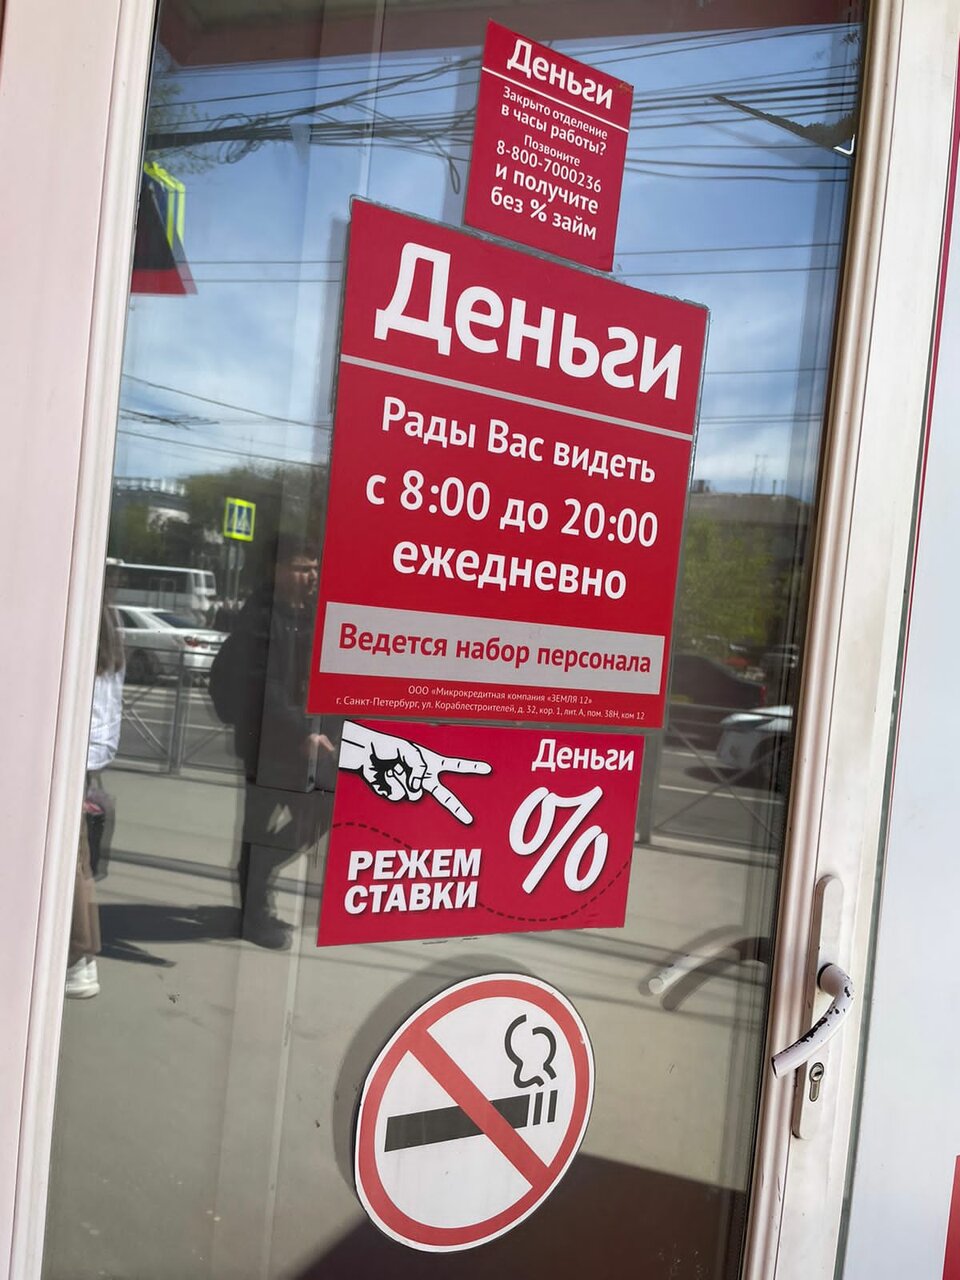 Деньги
Закрыто отделение
в часы работы?
Позвоните
8-800-7000236
и получите
без % займ
Деньги
Рады Вас видеть
с 8:00 до 20:00
ежедневно
Ведется набор персонала
ООО «Микрокредитная компания «ЗЕМЛЯ 12»
г. Санкт-Петербург, ул. Кораблестроителей, д. 32, кор. 1, лит. А, пом. 38Н, ком 12
Деньги
%
РЕЖЕМ
СТАВКИ